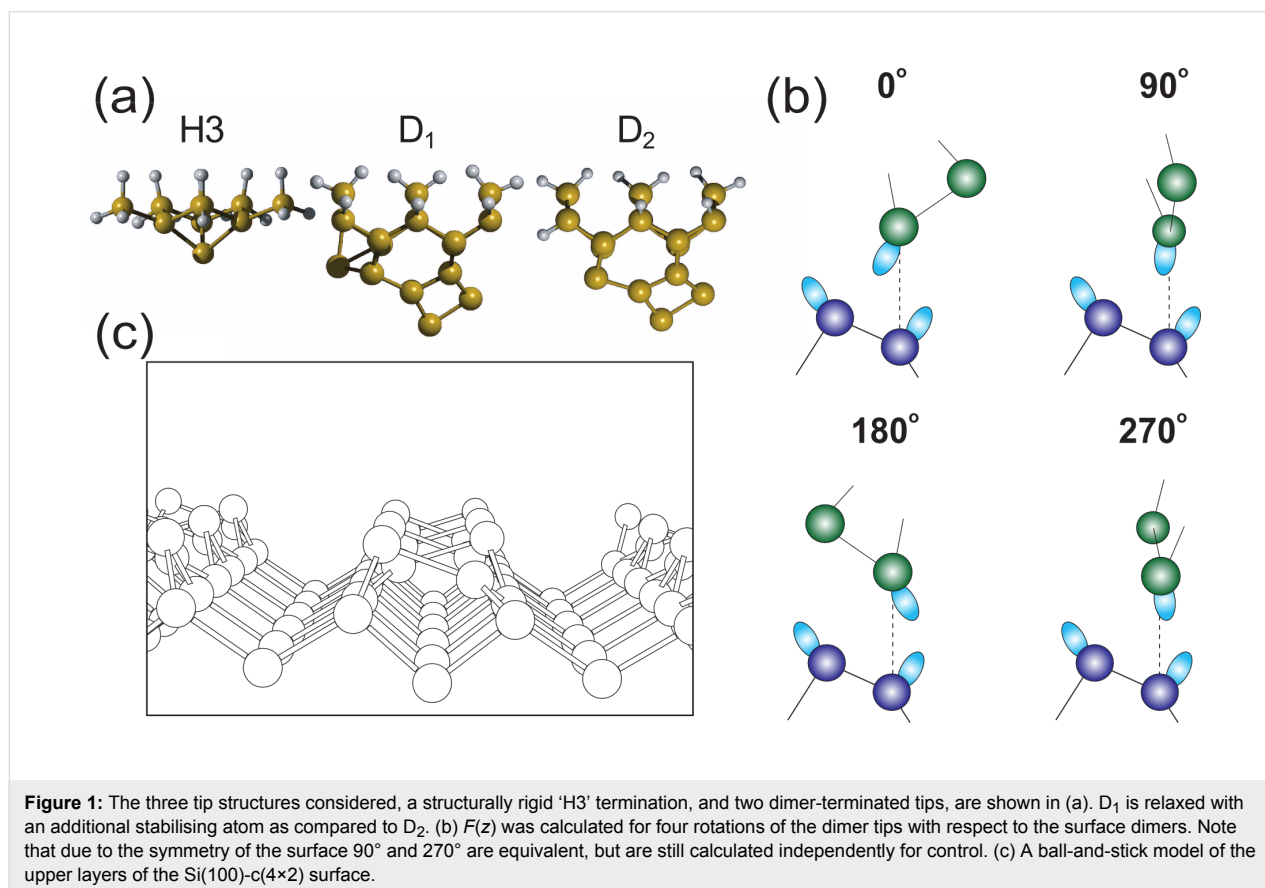 (a)
H3
D₁
D₂
(b)
0°
90°
(c)
180°
270°
Figure 1: The three tip structures considered, a structurally rigid ‘H3’ termination, and two dimer-terminated tips, are shown in (a). D₁ is relaxed with
an additional stabilising atom as compared to D₂. (b) F(z) was calculated for four rotations of the dimer tips with respect to the surface dimers. Note
that due to the symmetry of the surface 90° and 270° are equivalent, but are still calculated independently for control. (c) A ball-and-stick model of the
upper layers of the Si(100)-c(4×2) surface.